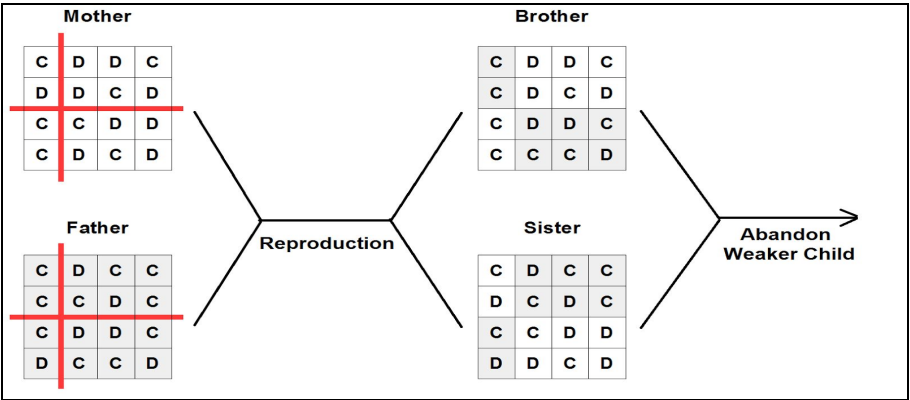 Mother
C D D C
D D C D
C C D D
C D C D
Father
C D C C
C C D C
C D D C
D C C D
Reproduction
Brother
C D D C
C D C D
C D D C
C C C D
Sister
C D C C
D C D C
C C D D
D D C D
Abandon
Weaker Child